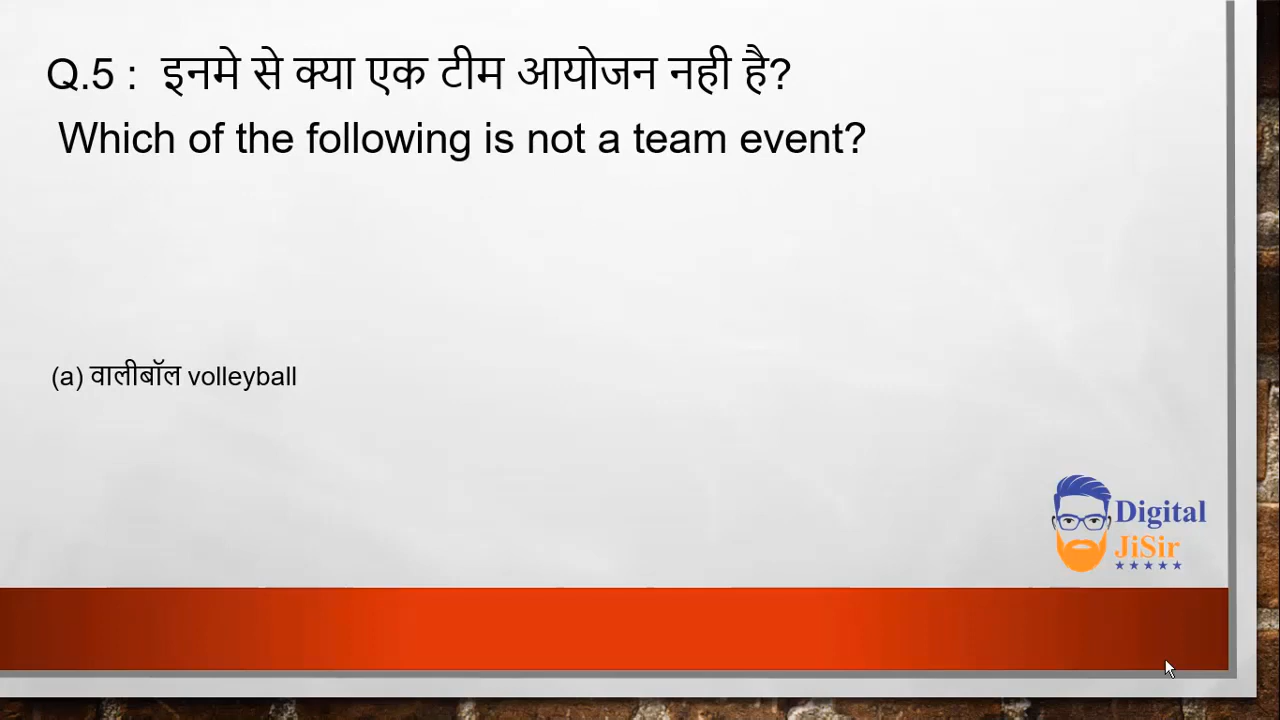 Q.5 :  इनमे से क्या एक टीम आयोजन नही है?
Which of the following is not a team event?
(a) वालीबॉल volleyball
Digital
JiSir